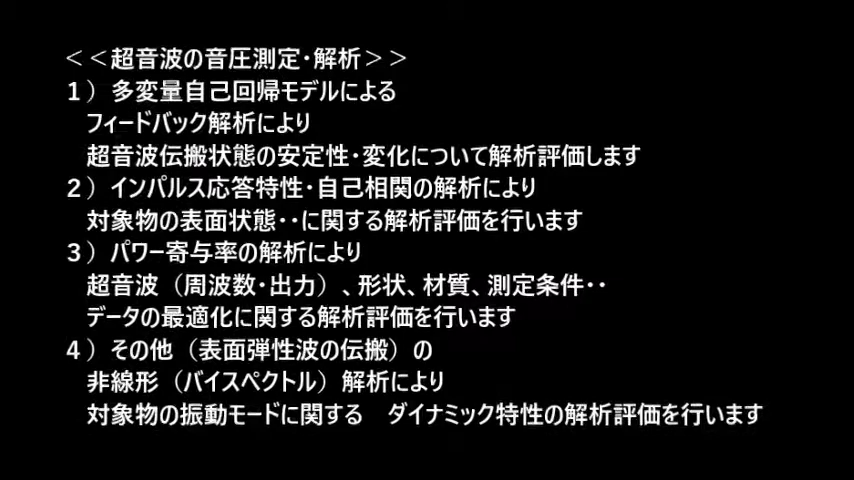 ＜＜超音波の音圧測定・解析＞＞
１）多変量自己回帰モデルによる
フィードバック解析により
超音波伝搬状態の安定性・変化について解析評価します
２）インパルス応答特性・自己相関の解析により
対象物の表面状態・・に関する解析評価を行います
３）パワー寄与率の解析により
超音波（周波数・出力）、形状、材質、測定条件・・
データの最適化に関する解析評価を行います
４）その他（表面弾性波の伝搬）の
非線形（バイスペクトル）解析により
対象物の振動モードに関する　ダイナミック特性の解析評価を行います